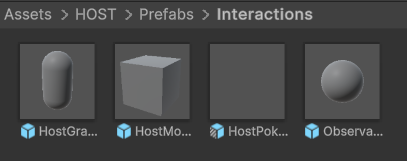 Assets > HOST > Prefabs > Interactions
HostGra... HostMo... HostPok... Observa...